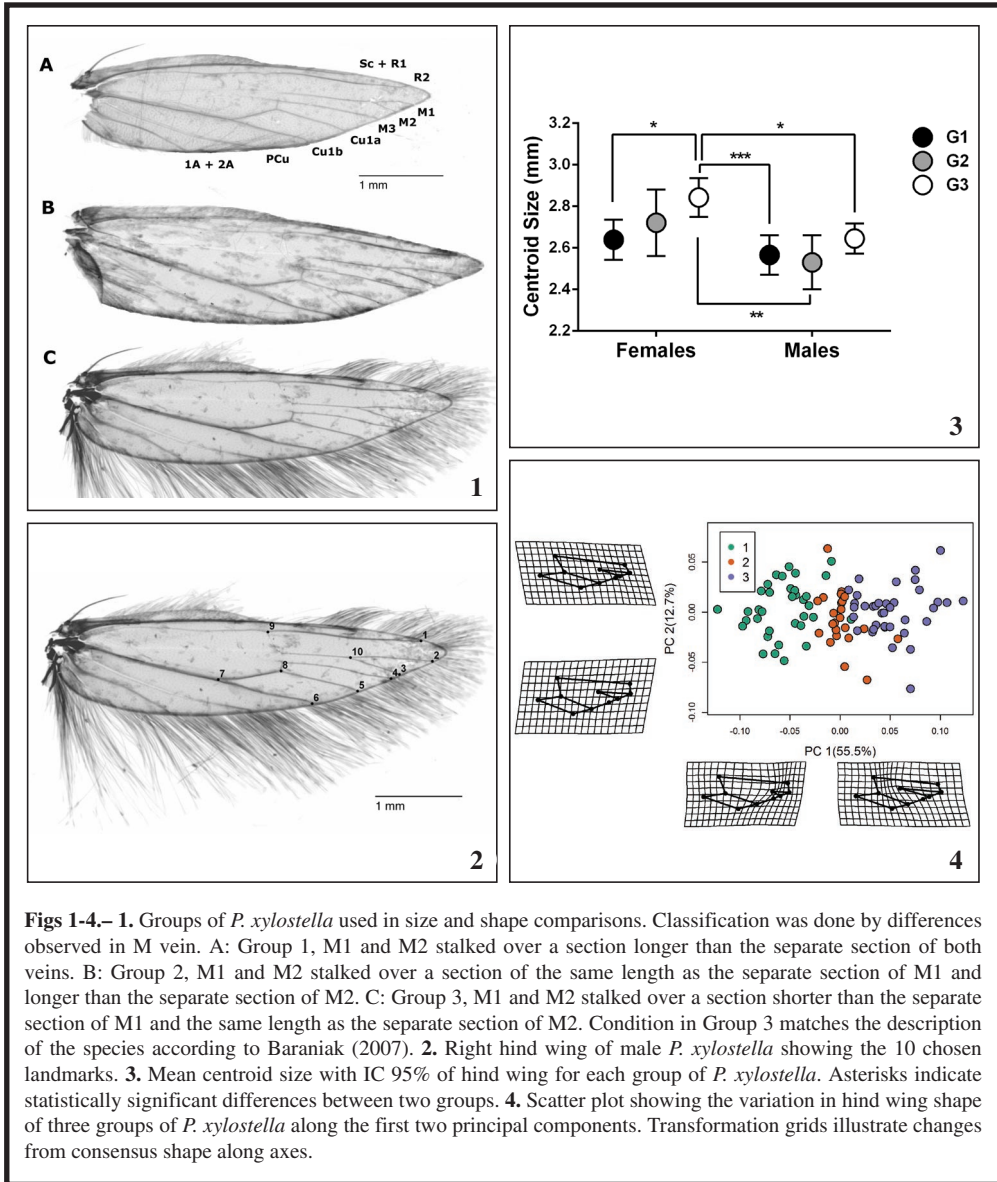 A
Sc + R1
R2
M1
M2
M3
Cu1a
Cu1b
PCu
1A + 2A
1 mm
B
C
1
9
1
10
2
3
4
8
7
5
6
1 mm
2
Centroid Size (mm)
3.2
3.0
2.8
2.6
2.4
2.2
*
*
***
**
Females
Males
G1
G2
G3
3
1
2
3
PC 2(12.7%)
0.05
0.00
-0.05
-0.10
-0.10
-0.05
0.00
0.05
0.10
PC 1(55.5%)
4
Figs 1-4.– 1. Groups of P. xylostella used in size and shape comparisons. Classification was done by differences
observed in M vein. A: Group 1, M1 and M2 stalked over a section longer than the separate section of both
veins. B: Group 2, M1 and M2 stalked over a section of the same length as the separate section of M1 and
longer than the separate section of M2. C: Group 3, M1 and M2 stalked over a section shorter than the separate
section of M1 and the same length as the separate section of M2. Condition in Group 3 matches the description
of the species according to Baraniak (2007). 2. Right hind wing of male P. xylostella showing the 10 chosen
landmarks. 3. Mean centroid size with IC 95% of hind wing for each group of P. xylostella. Asterisks indicate
statistically significant differences between two groups. 4. Scatter plot showing the variation in hind wing shape
of three groups of P. xylostella along the first two principal components. Transformation grids illustrate changes
from consensus shape along axes.